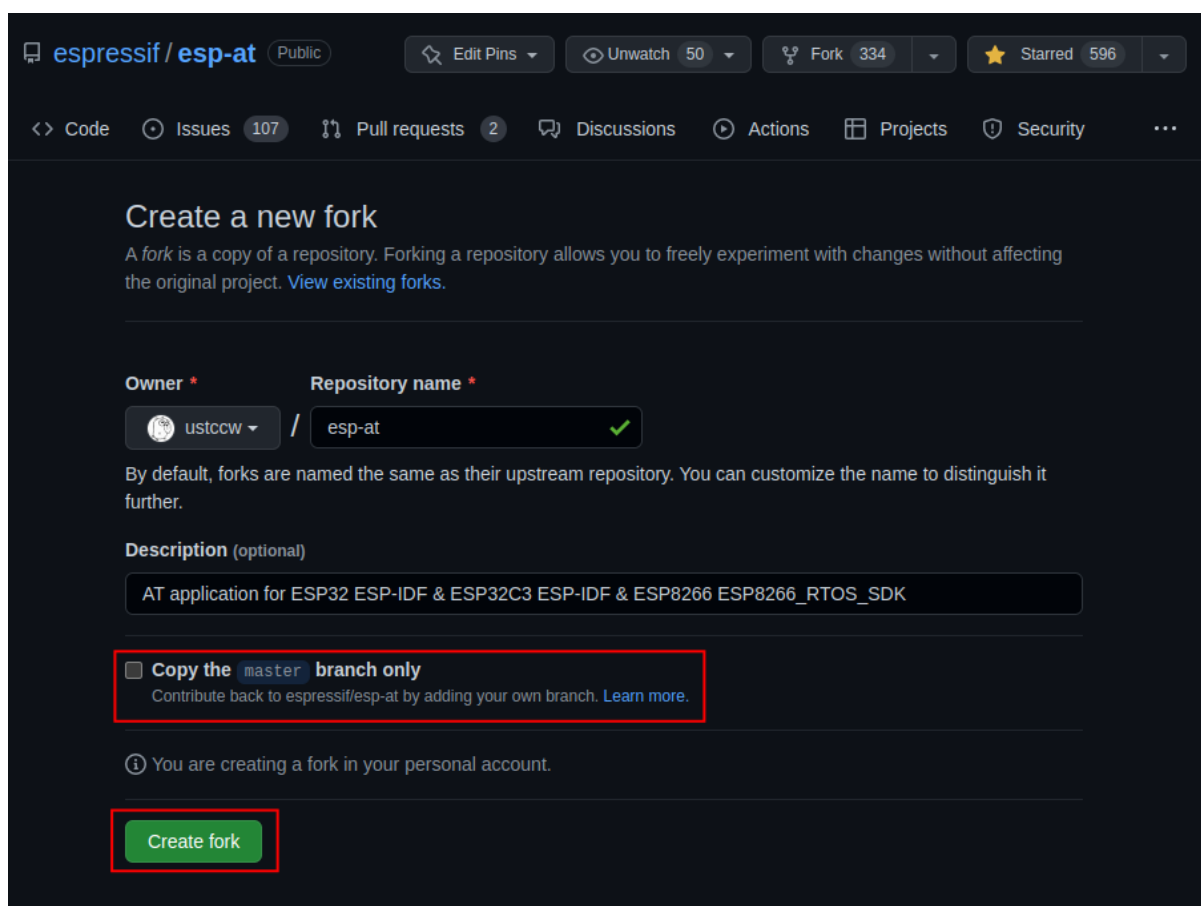 espressif / esp-at Public Edit Pins Unwatch 50 Fork 334 Starred 596
Code Issues 107 Pull requests 2 Discussions Actions Projects Security ...
Create a new fork
A fork is a copy of a repository. Forking a repository allows you to freely experiment with changes without affecting
the original project. View existing forks.
Owner * Repository name *
ustccw / esp-at
By default, forks are named the same as their upstream repository. You can customize the name to distinguish it
further.
Description (optional)
AT application for ESP32 ESP-IDF & ESP32C3 ESP-IDF & ESP8266 ESP8266_RTOS_SDK
Copy the master branch only
Contribute back to espressif/esp-at by adding your own branch. Learn more.
You are creating a fork in your personal account.
Create fork